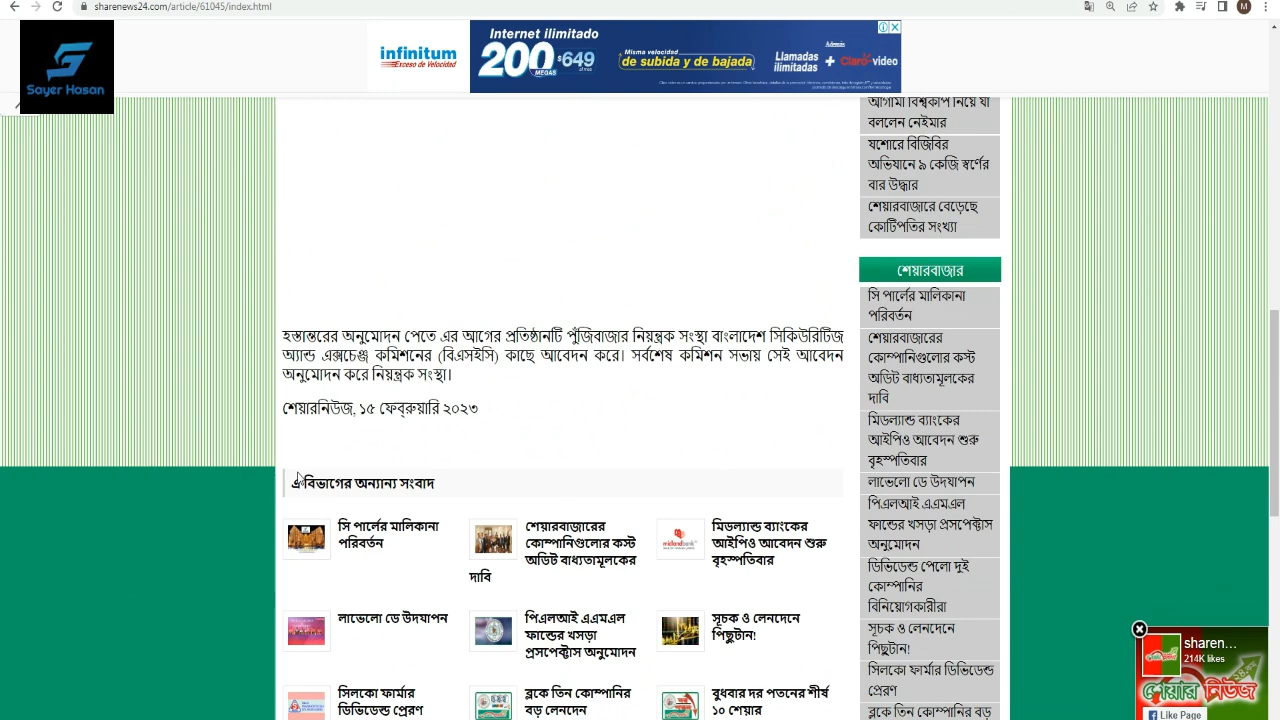 sharenews24.com/article/61045/index.html
M
Sayer Hasan
infinitum
Exceso de Velocidad
Internet ilimitado
200 MEGAS $649 al mes
Misma velocidad
de subida y de bajada
Llamadas
ilimitadas
Además
+ Claro-video
আগামী বিশ্বকাপ নিয়ে যা
বললেন নেইমার
যশোরে বিজিবির
অভিযানে ৯ কেজি স্বর্ণের
বার উদ্ধার
শেয়ারবাজারে বেড়েছে
কোটিপতির সংখ্যা
শেয়ারবাজার
সি পার্লের মালিকানা
পরিবর্তন
শেয়ারবাজারের
কোম্পানিগুলোর কস্ট
অডিট বাধ্যতামূলকের
দাবি
মিডল্যান্ড ব্যাংকের
আইপিও আবেদন শুরু
বৃহস্পতিবার
লাভেলো ডে উদযাপন
পিএলআই এএমএল
ফান্ডের খসড়া প্রসপেক্টাস
অনুমোদন
ডিভিডেন্ড পেলো দুই
কোম্পানির
বিনিয়োগকারীরা
সূচক ও লেনদেনে
পিছুটান!
সিলকো ফার্মার ডিভিডেন্ড
প্রেরণ
ব্লকে তিন কোম্পানির বড়
হস্তান্তরের অনুমোদন পেতে এর আগের প্রতিষ্ঠানটি পুঁজিবাজার নিয়ন্ত্রক সংস্থা বাংলাদেশ সিকিউরিটিজ
অ্যান্ড এক্সচেঞ্জ কমিশনের (বিএসইসি) কাছে আবেদন করে। সর্বশেষ কমিশন সভায় সেই আবেদন
অনুমোদন করে নিয়ন্ত্রক সংস্থা।
শেয়ারনিউজ, ১৫ ফেব্রুয়ারি ২০২৩
এ বিভাগের অন্যান্য সংবাদ
সি পার্লের মালিকানা
পরিবর্তন
শেয়ারবাজারের
কোম্পানিগুলোর কস্ট
অডিট বাধ্যতামূলকের
দাবি
midlandbank
মিডল্যান্ড ব্যাংকের
আইপিও আবেদন শুরু
বৃহস্পতিবার
লাভেলো ডে উদযাপন
পিএলআই এএমএল
ফান্ডের খসড়া
প্রসপেক্টাস অনুমোদন
সূচক ও লেনদেনে
পিছুটান!
সিলকো ফার্মার
ডিভিডেন্ড প্রেরণ
ব্লকে তিন কোম্পানির
বড় লেনদেন
বুধবার দর পতনের শীর্ষ
১০ শেয়ার
sharen...
214K likes
শেয়ার নিউজ
Like Page